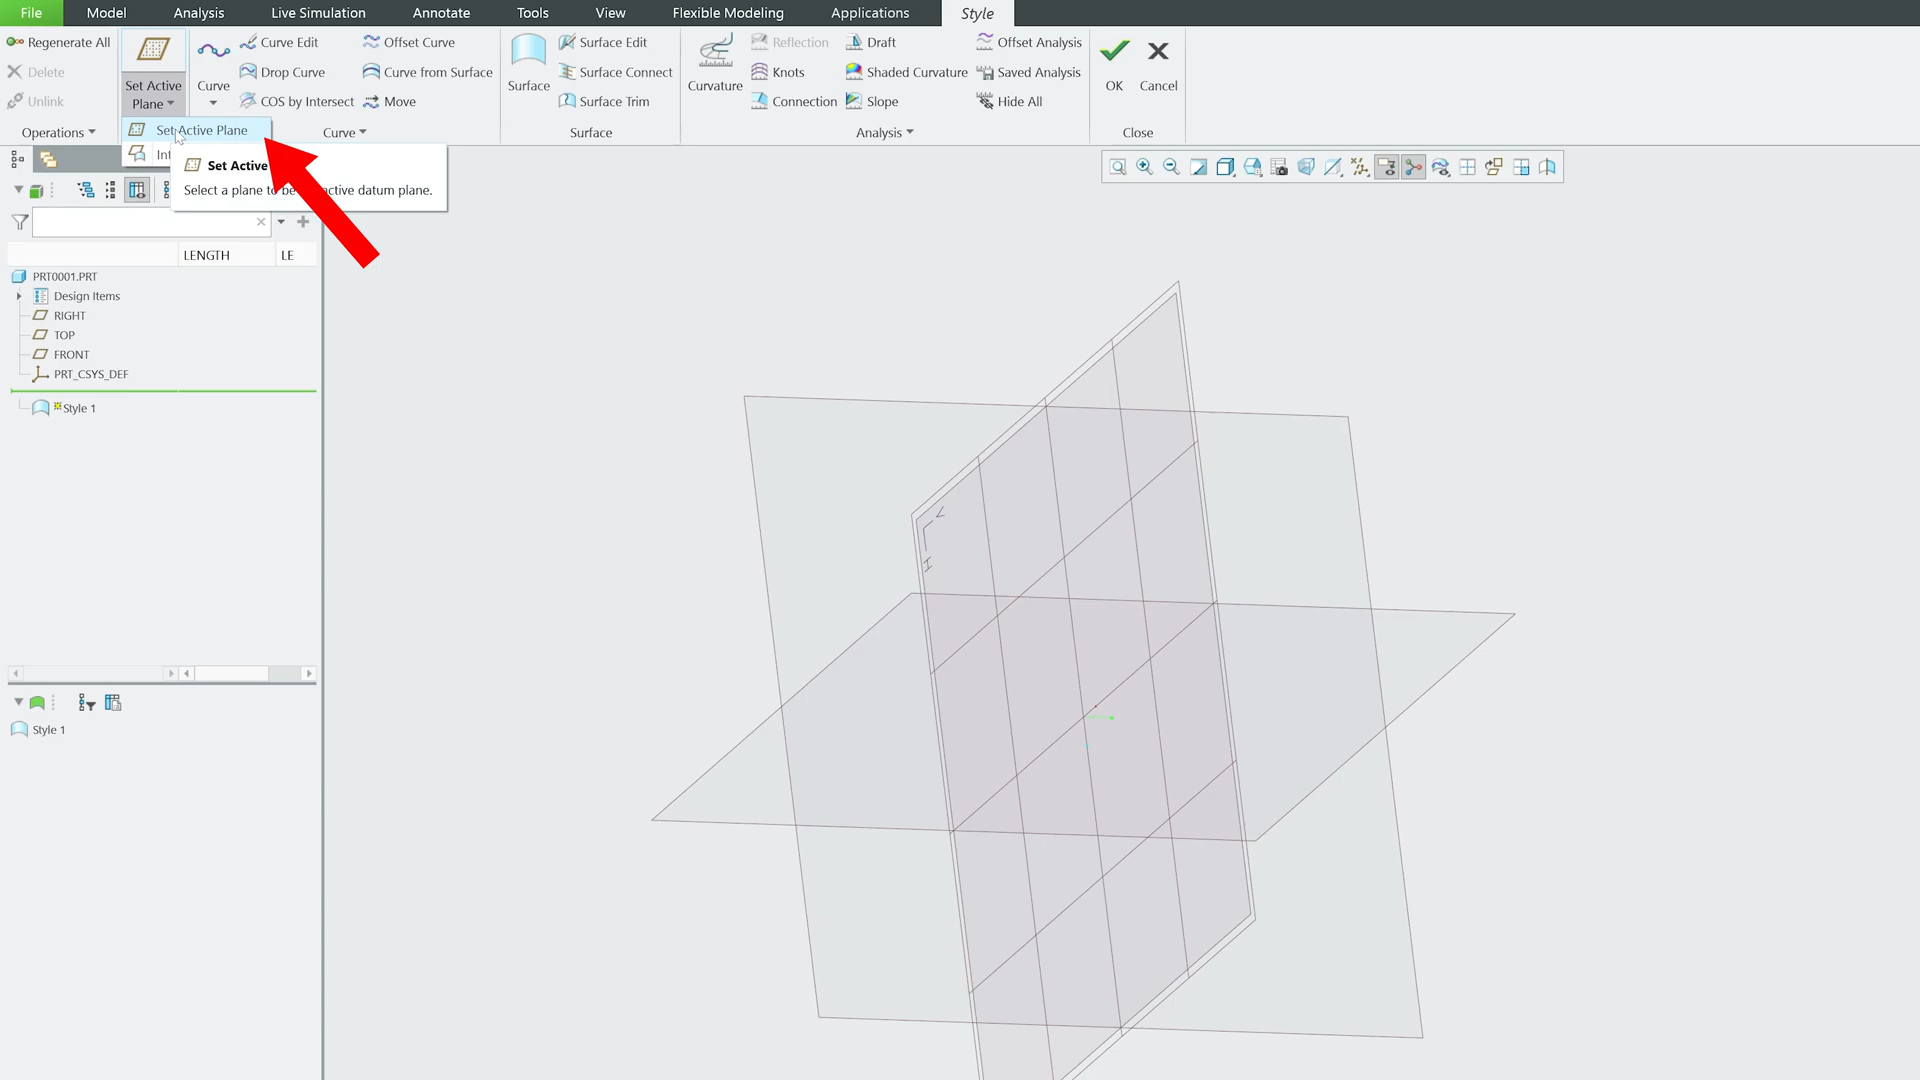 File Model Analysis Live Simulation Annotate Tools View Flexible Modeling Applications Style
Regenerate All
Delete
Unlink
Operations
Set Active
Plane
Set Active Plane
Set Active
Select a plane to be active datum plane.
Curve
Curve Edit
Drop Curve
COS by Intersect
Offset Curve
Curve from Surface
Move
Curve
Surface
Surface Edit
Surface Connect
Surface Trim
Surface
Curvature
Reflection
Knots
Connection
Draft
Shaded Curvature
Slope
Offset Analysis
Saved Analysis
Hide All
Analysis
OK
Cancel
Close
LENGTH LE
PRT0001.PRT
Design Items
RIGHT
TOP
FRONT
PRT_CSYS_DEF
Style 1
Style 1
V
H